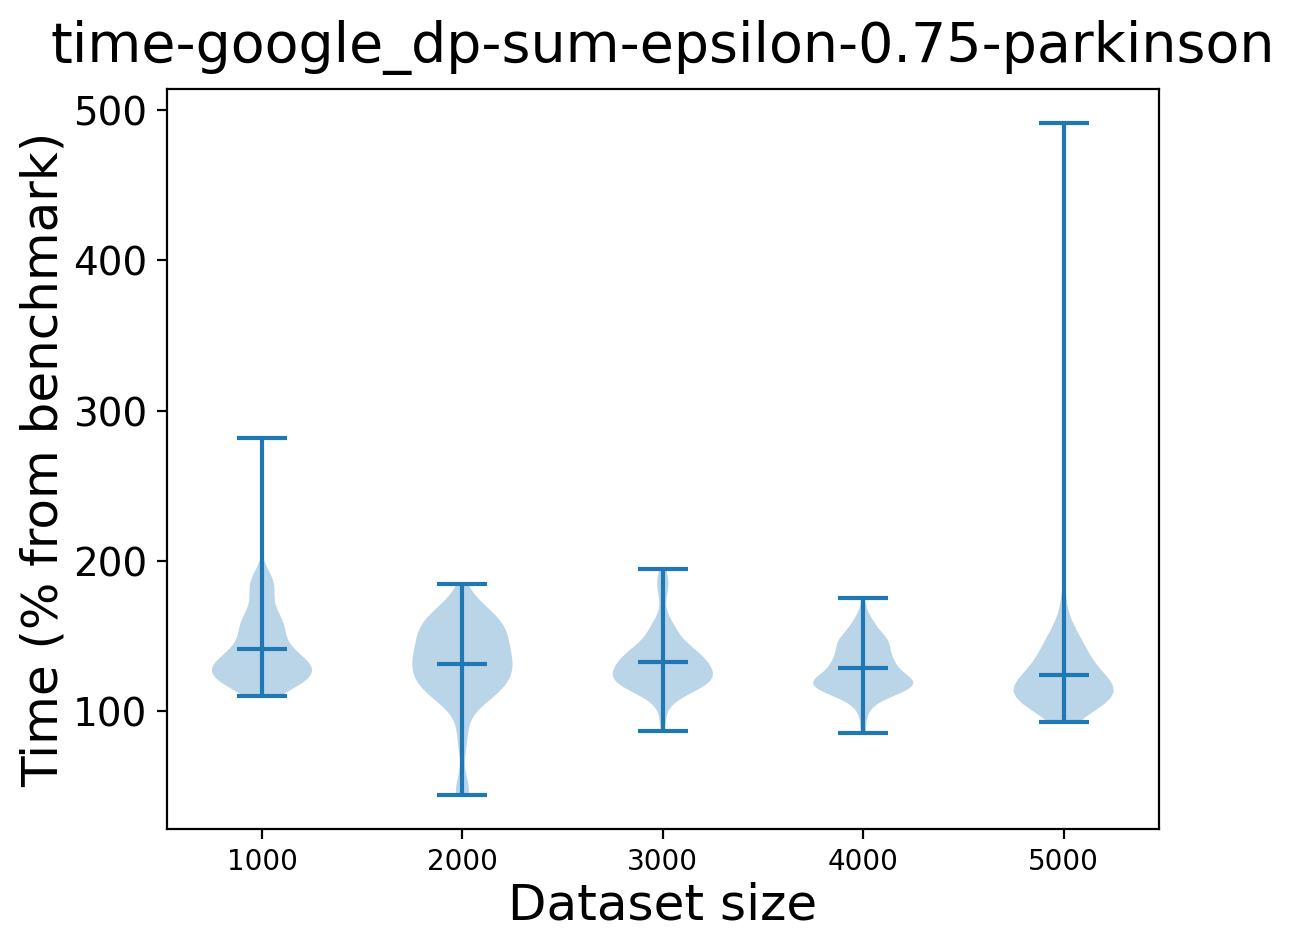 time-google_dp-sum-epsilon-0.75-parkinson
Time (% from benchmark)
500
400
300
200
100
1000 2000 3000 4000 5000
Dataset size